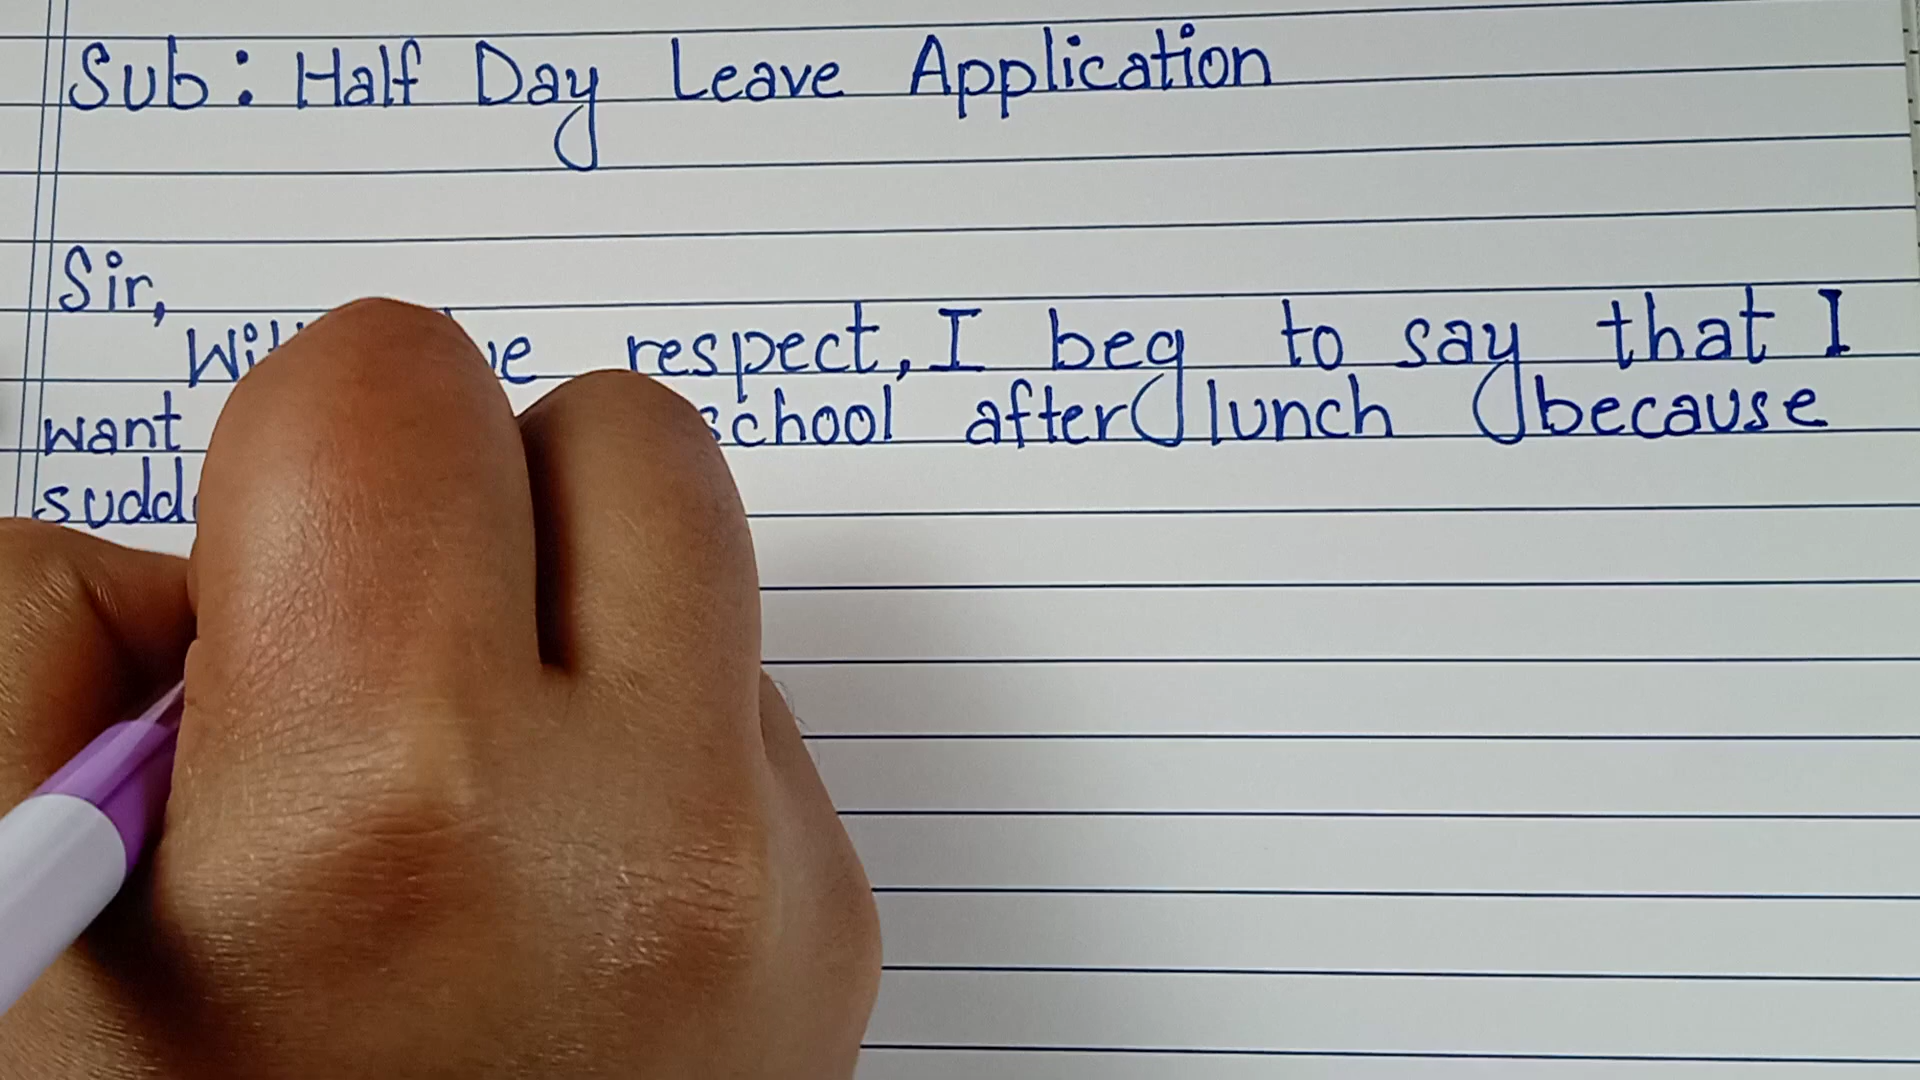 Sub: Half Day Leave Application
Sir,
respect, I beg to say that I
want school after lunch because